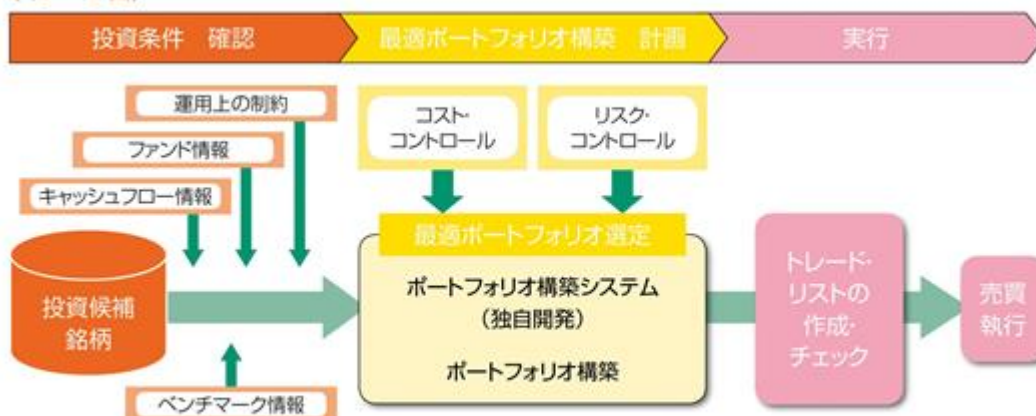 投資条件 確認
最適ポートフォリオ構築 計画
実行
運用上の制約
ファンド情報
キャッシュフロー情報
コスト・
コントロール
リスク・
コントロール
投資候補
銘柄
最適ポートフォリオ選定
ポートフォリオ構築システム
（独自開発）
ポートフォリオ構築
トレード・
リストの
作成・
チェック
売買
執行
ベンチマーク情報